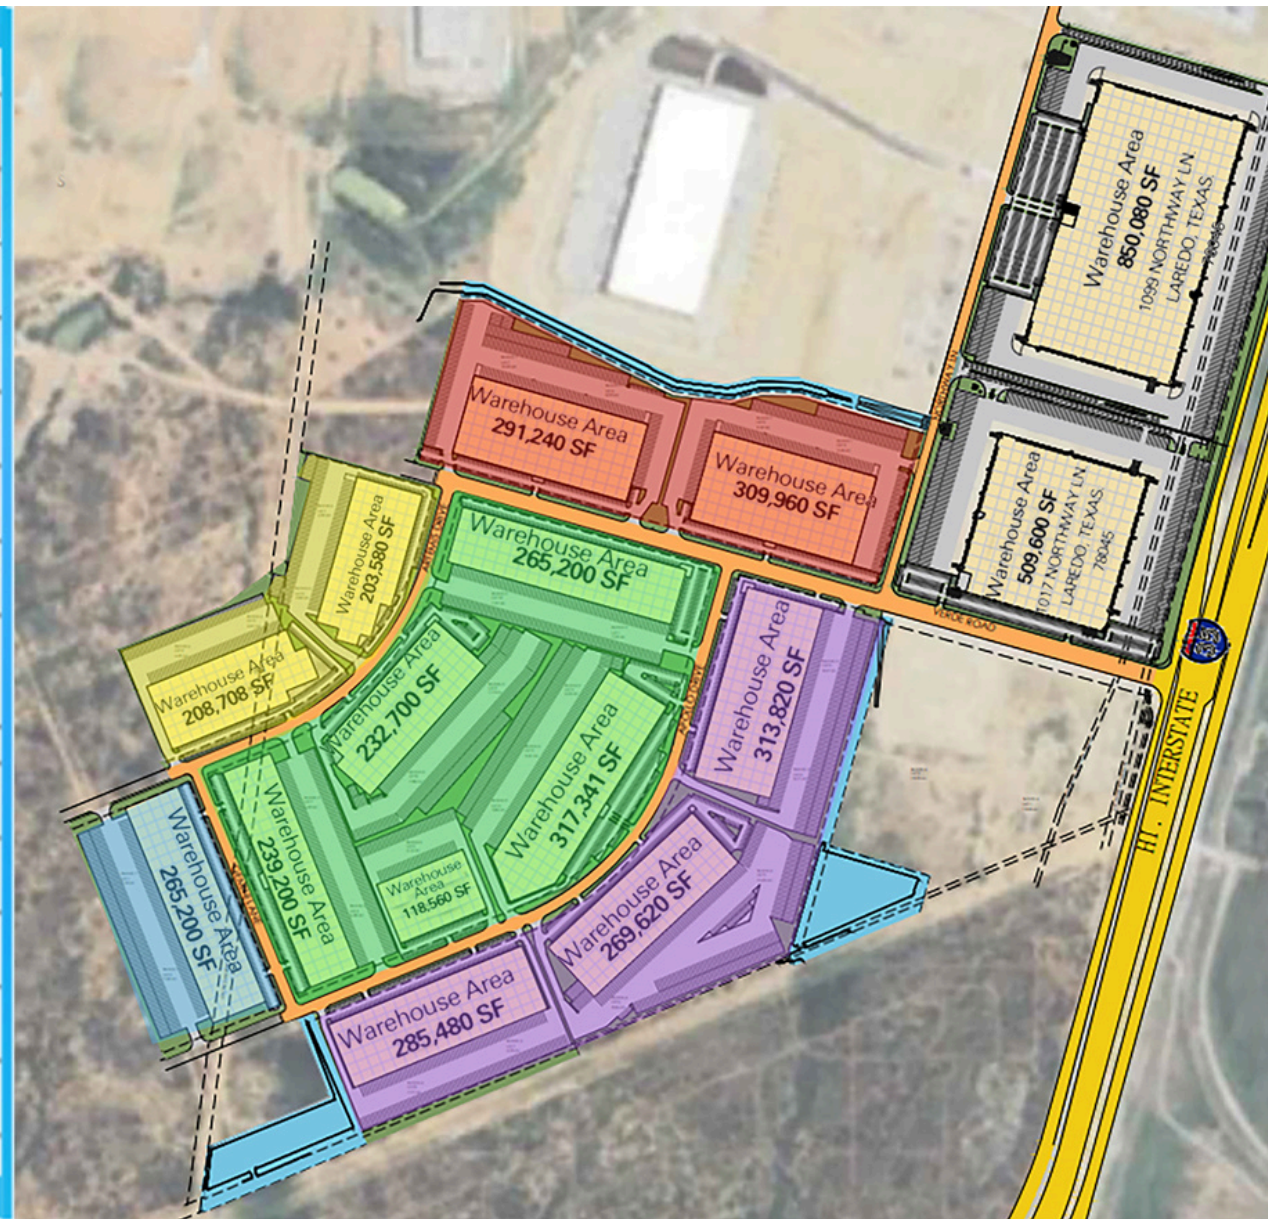 Warehouse Area
850,080 SF
1099 NORTHWAY LN
LAREDO, TEXAS
78045
Warehouse Area
509,600 SF
1017 NORTHWAY LN
LAREDO, TEXAS.
78045
Warehouse Area
291,240 SF
Warehouse Area
309,960 SF
Warehouse Area
203,580 SF
Warehouse Area
208,708 SF
Warehouse Area
265,200 SF
Warehouse Area
232,700 SF
Warehouse Area
317,341 SF
Warehouse Area
239,200 SF
Warehouse
Area
118,560 SF
Warehouse Area
313,820 SF
Warehouse Area
269,620 SF
Warehouse Area
285,480 SF
Warehouse Area
265,200 SF
VERDE ROAD
35
HI. INTERSTATE